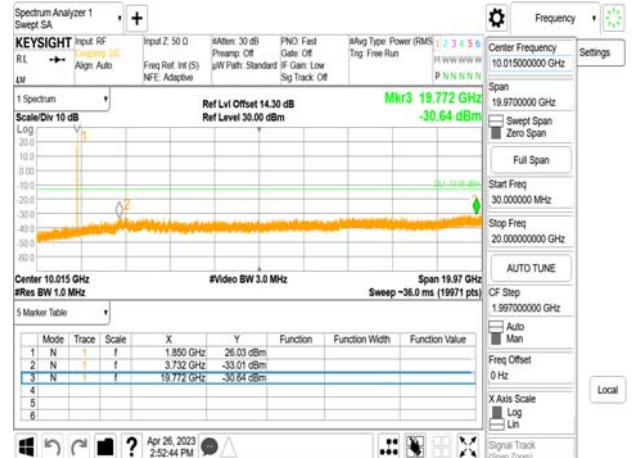 Spectrum Analyzer 1
Swept SA
+
Frequency
KEYSIGHT
Input: RF
Coupling: DC
Align: Auto
Input Z: 50 Ω
Freq Ref: Int (S)
NFE: Adaptive
#Atten: 30 dB
Preamp: Off
µW Path: Standard
PNO: Fast
Gate: Off
IF Gain: Low
Sig Track: Off
#Avg Type: Power (RMS
Trig: Free Run
1 2 3 4 5 6
M W W W W W
P N N N N N
RL
1 Spectrum
Scale/Div 10 dB
Ref Lvl Offset 14.30 dB
Ref Level 30.00 dBm
Mkr3 19.772 GHz
-30.64 dBm
Log
20.0
10.0
0.00
-10.0
-20.0
-30.0
-40.0
-50.0
-60.0
1
2
Center 10.015 GHz
#Res BW 1.0 MHz
#Video BW 3.0 MHz
Span 19.97 GHz
Sweep ~36.0 ms (19971 pts)
5 Marker Table
Mode Trace Scale X Y Function Function Width Function Value
1 N 1 f 1.850 GHz 26.03 dBm
2 N 1 f 3.732 GHz -33.01 dBm
3 N 1 f 19.772 GHz -30.64 dBm
4
5
6
?
Apr 26, 2023
2:52:44 PM
Center Frequency
10.015000000 GHz
Settings
Span
19.9700000 GHz
Swept Span
Zero Span
Full Span
Start Freq
30.000000 MHz
Stop Freq
20.000000000 GHz
AUTO TUNE
CF Step
1.997000000 GHz
Auto
Man
Freq Offset
0 Hz
X Axis Scale
Log
Lin
Local
Signal Track
(Span Zoom)